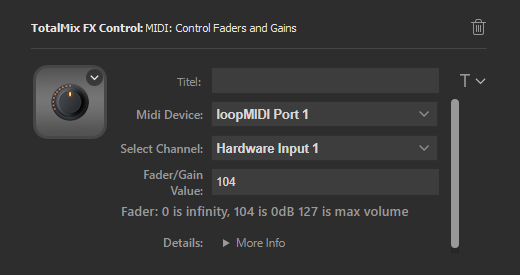 TotalMix FX Control: MIDI: Control Faders and Gains
Titel:
T
Midi Device: loopMIDI Port 1
Select Channel: Hardware Input 1
Fader/Gain
Value: 104
Fader: 0 is infinity, 104 is 0dB 127 is max volume
Details: More Info